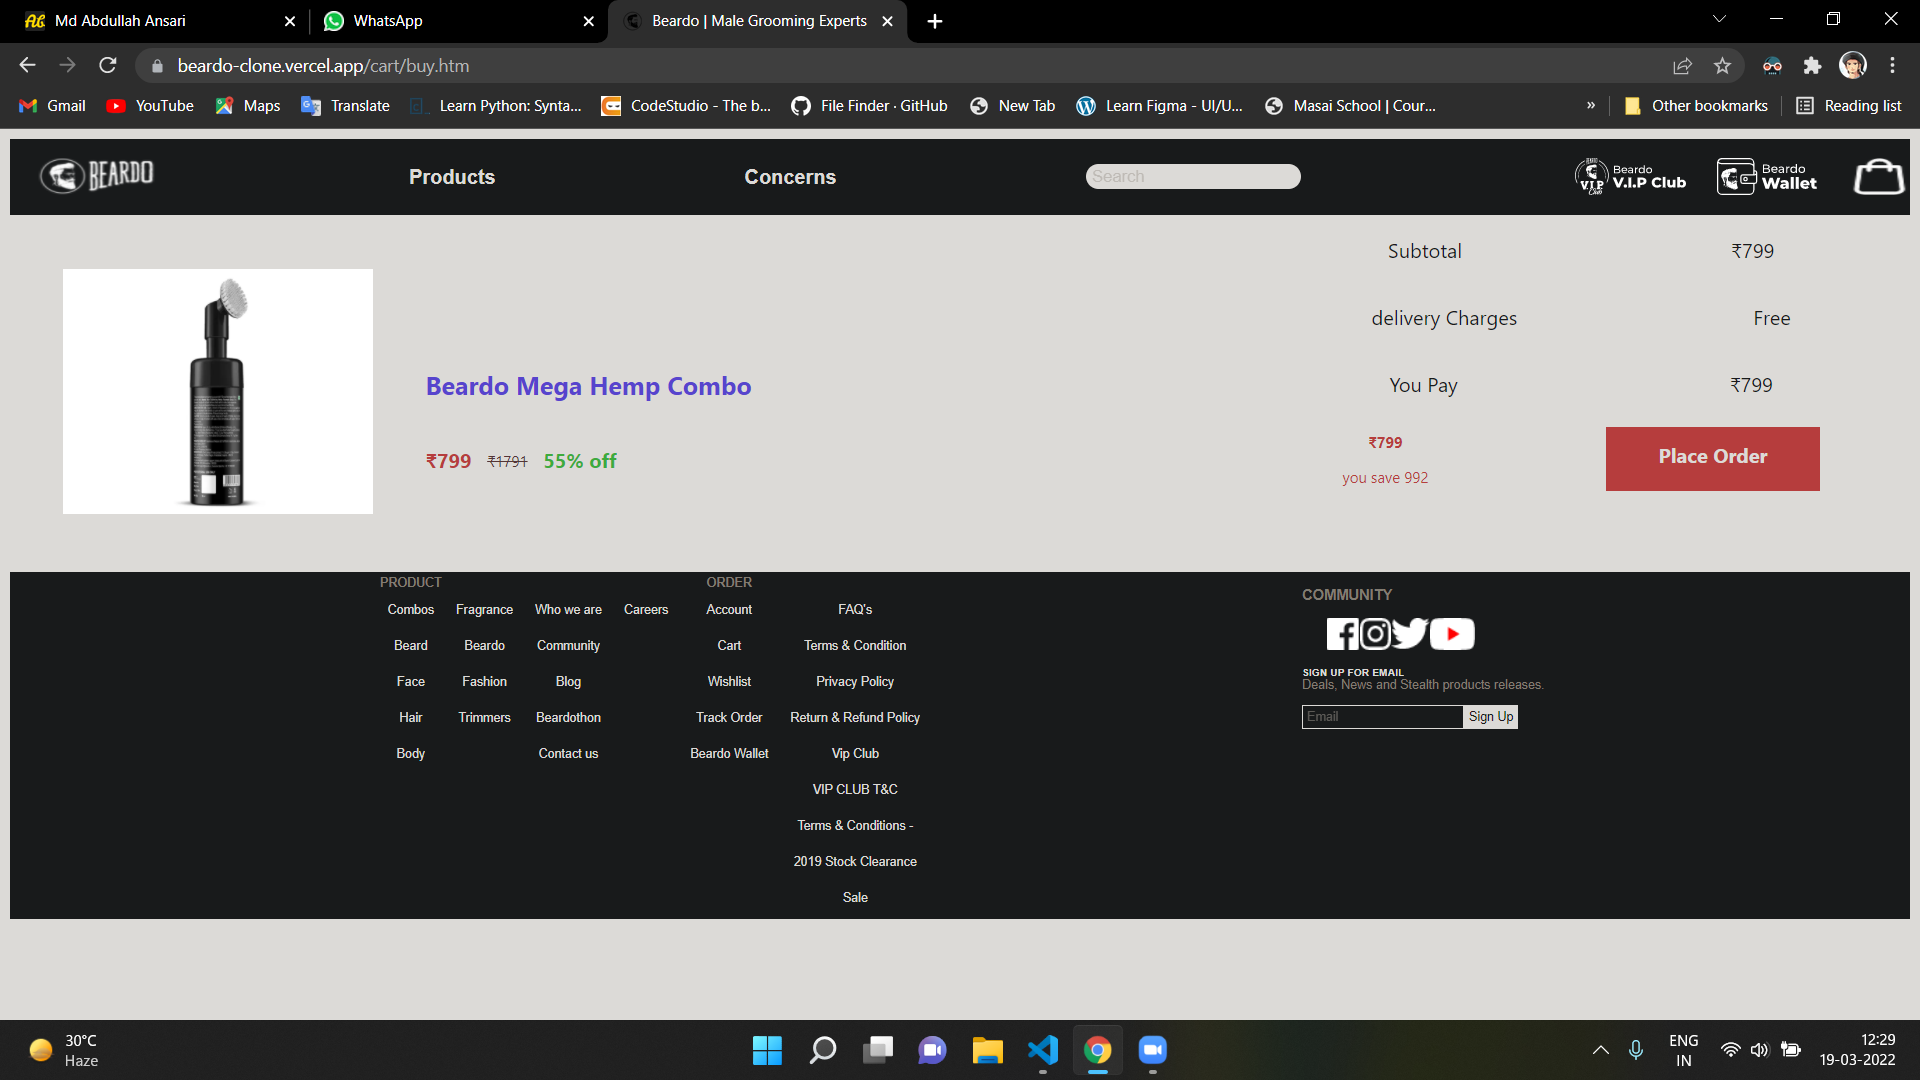 Md Abdullah Ansari
WhatsApp
Beardo | Male Grooming Experts
beardo-clone.vercel.app/cart/buy.htm
Gmail
YouTube
Maps
Translate
Learn Python: Synta...
CodeStudio - The b...
File Finder · GitHub
New Tab
Learn Figma - UI/U...
Masai School | Cour...
»
Other bookmarks
Reading list
BEARDO
Products
Concerns
Search
BEARDO V.I.P Club
Beardo
V.I.P Club
Beardo
Wallet
Subtotal
₹799
delivery Charges
Free
Beardo Mega Hemp Combo
You Pay
₹799
₹799
Place Order
₹799 ₹1791 55% off
you save 992
PRODUCT
ORDER
COMMUNITY
Combos
Fragrance
Who we are
Careers
Account
FAQ's
Beard
Beardo
Community
Cart
Terms & Condition
Face
Fashion
Blog
Wishlist
Privacy Policy
SIGN UP FOR EMAIL
Deals, News and Stealth products releases.
Hair
Trimmers
Beardothon
Track Order
Return & Refund Policy
Email
Sign Up
Body
Contact us
Beardo Wallet
Vip Club
VIP CLUB T&C
Terms & Conditions -
2019 Stock Clearance
Sale
30°C
Haze
ENG
IN
12:29
19-03-2022